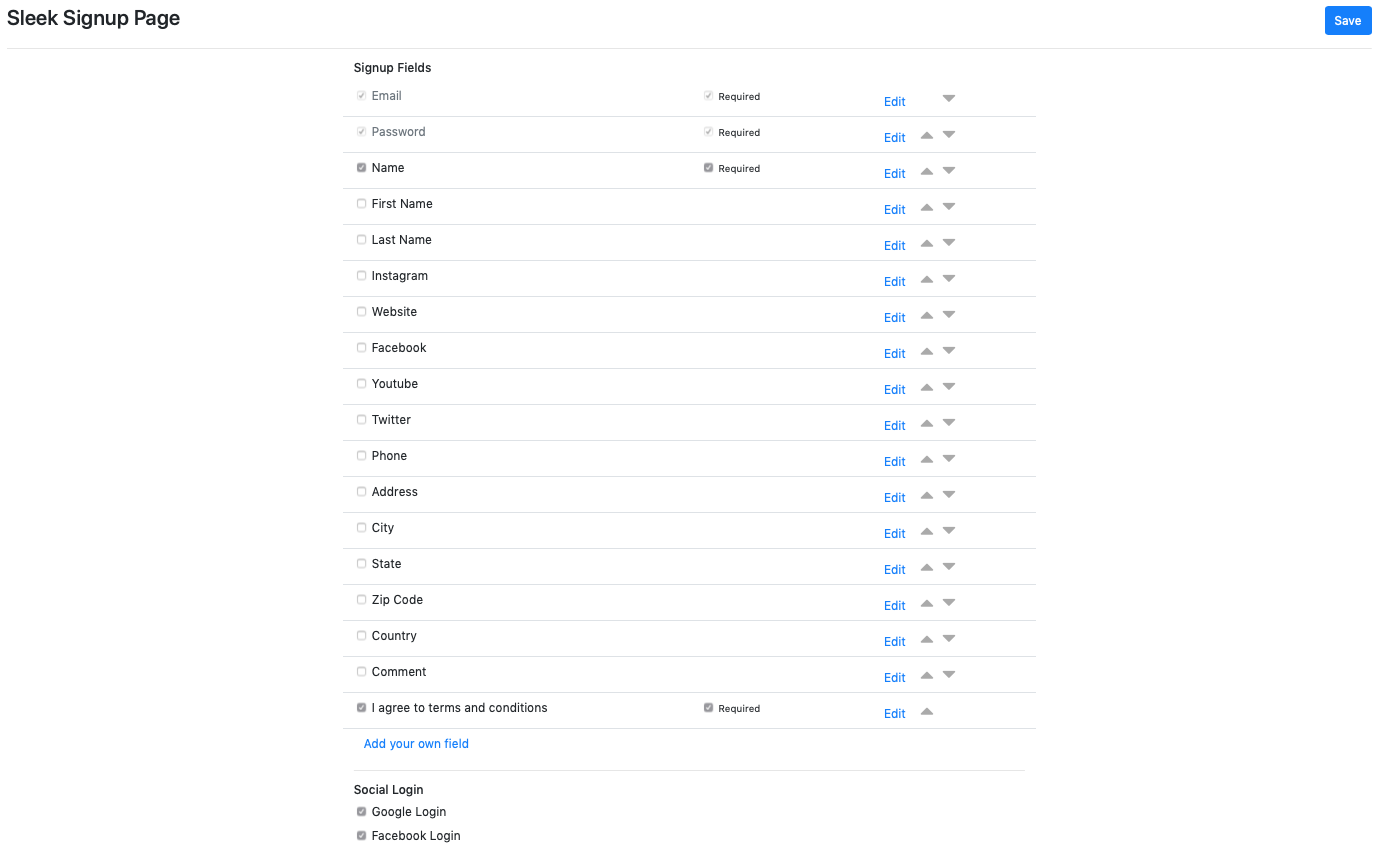 Sleek Signup Page
Save
Signup Fields
Email Required Edit
Password Required Edit
Name Required Edit
First Name Edit
Last Name Edit
Instagram Edit
Website Edit
Facebook Edit
Youtube Edit
Twitter Edit
Phone Edit
Address Edit
City Edit
State Edit
Zip Code Edit
Country Edit
Comment Edit
I agree to terms and conditions Required Edit
Add your own field
Social Login
Google Login
Facebook Login